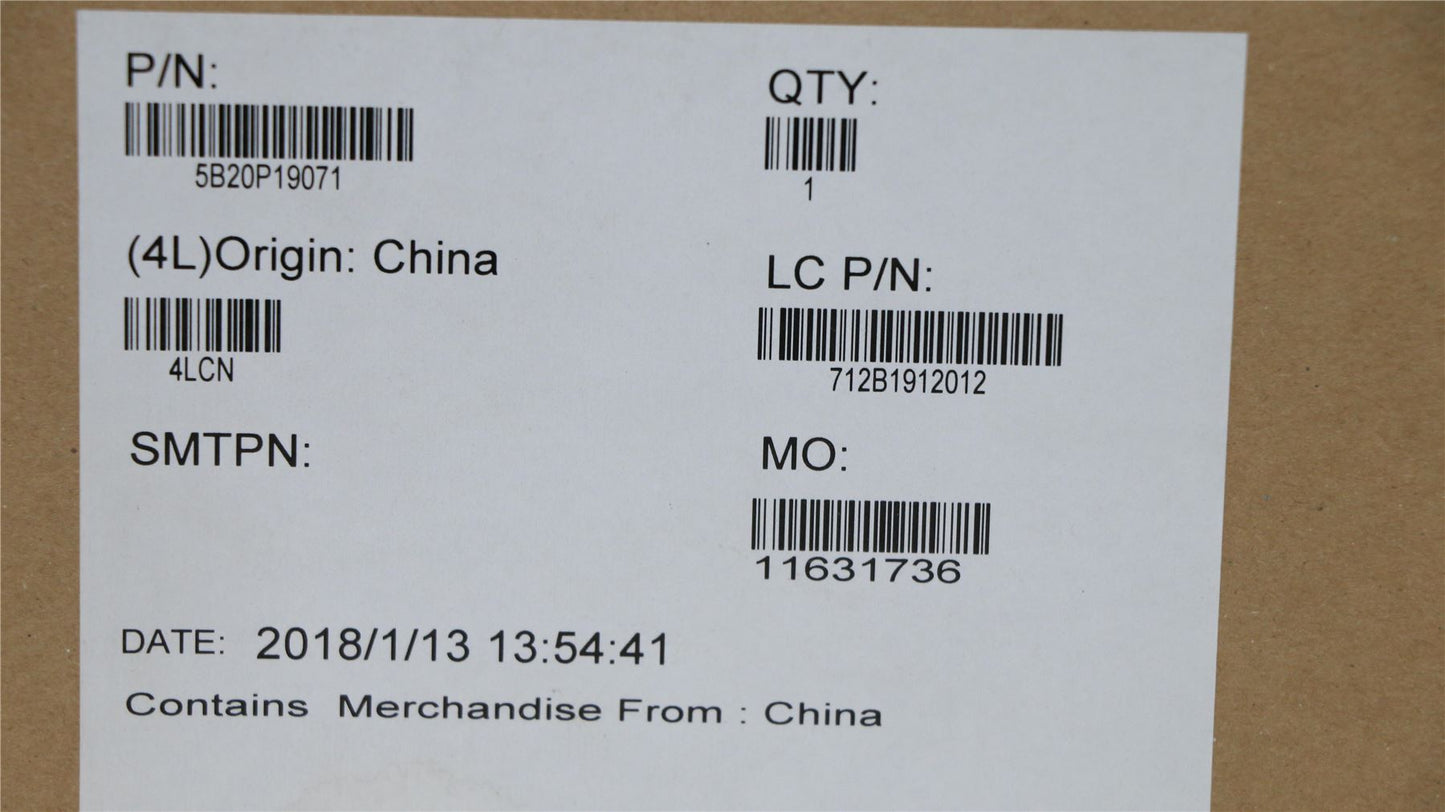 P/N:
5B20P19071
QTY:
1
(4L)Origin: China
4LCN
LC P/N:
712B1912012
SMTPN:
MO:
11631736
DATE: 2018/1/13 13:54:41
Contains Merchandise From : China